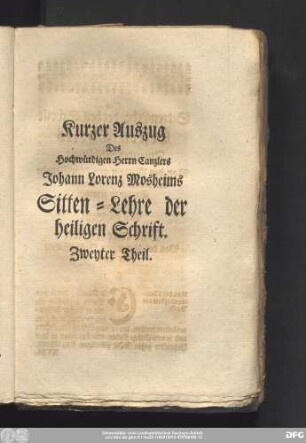 Kurzer Auszug
Des
Hochwürdigen Herrn Canzlers
Johann Lorenz Mosheims
Sitten-Lehre der
heiligen Schrift.
Zweyter Theil.